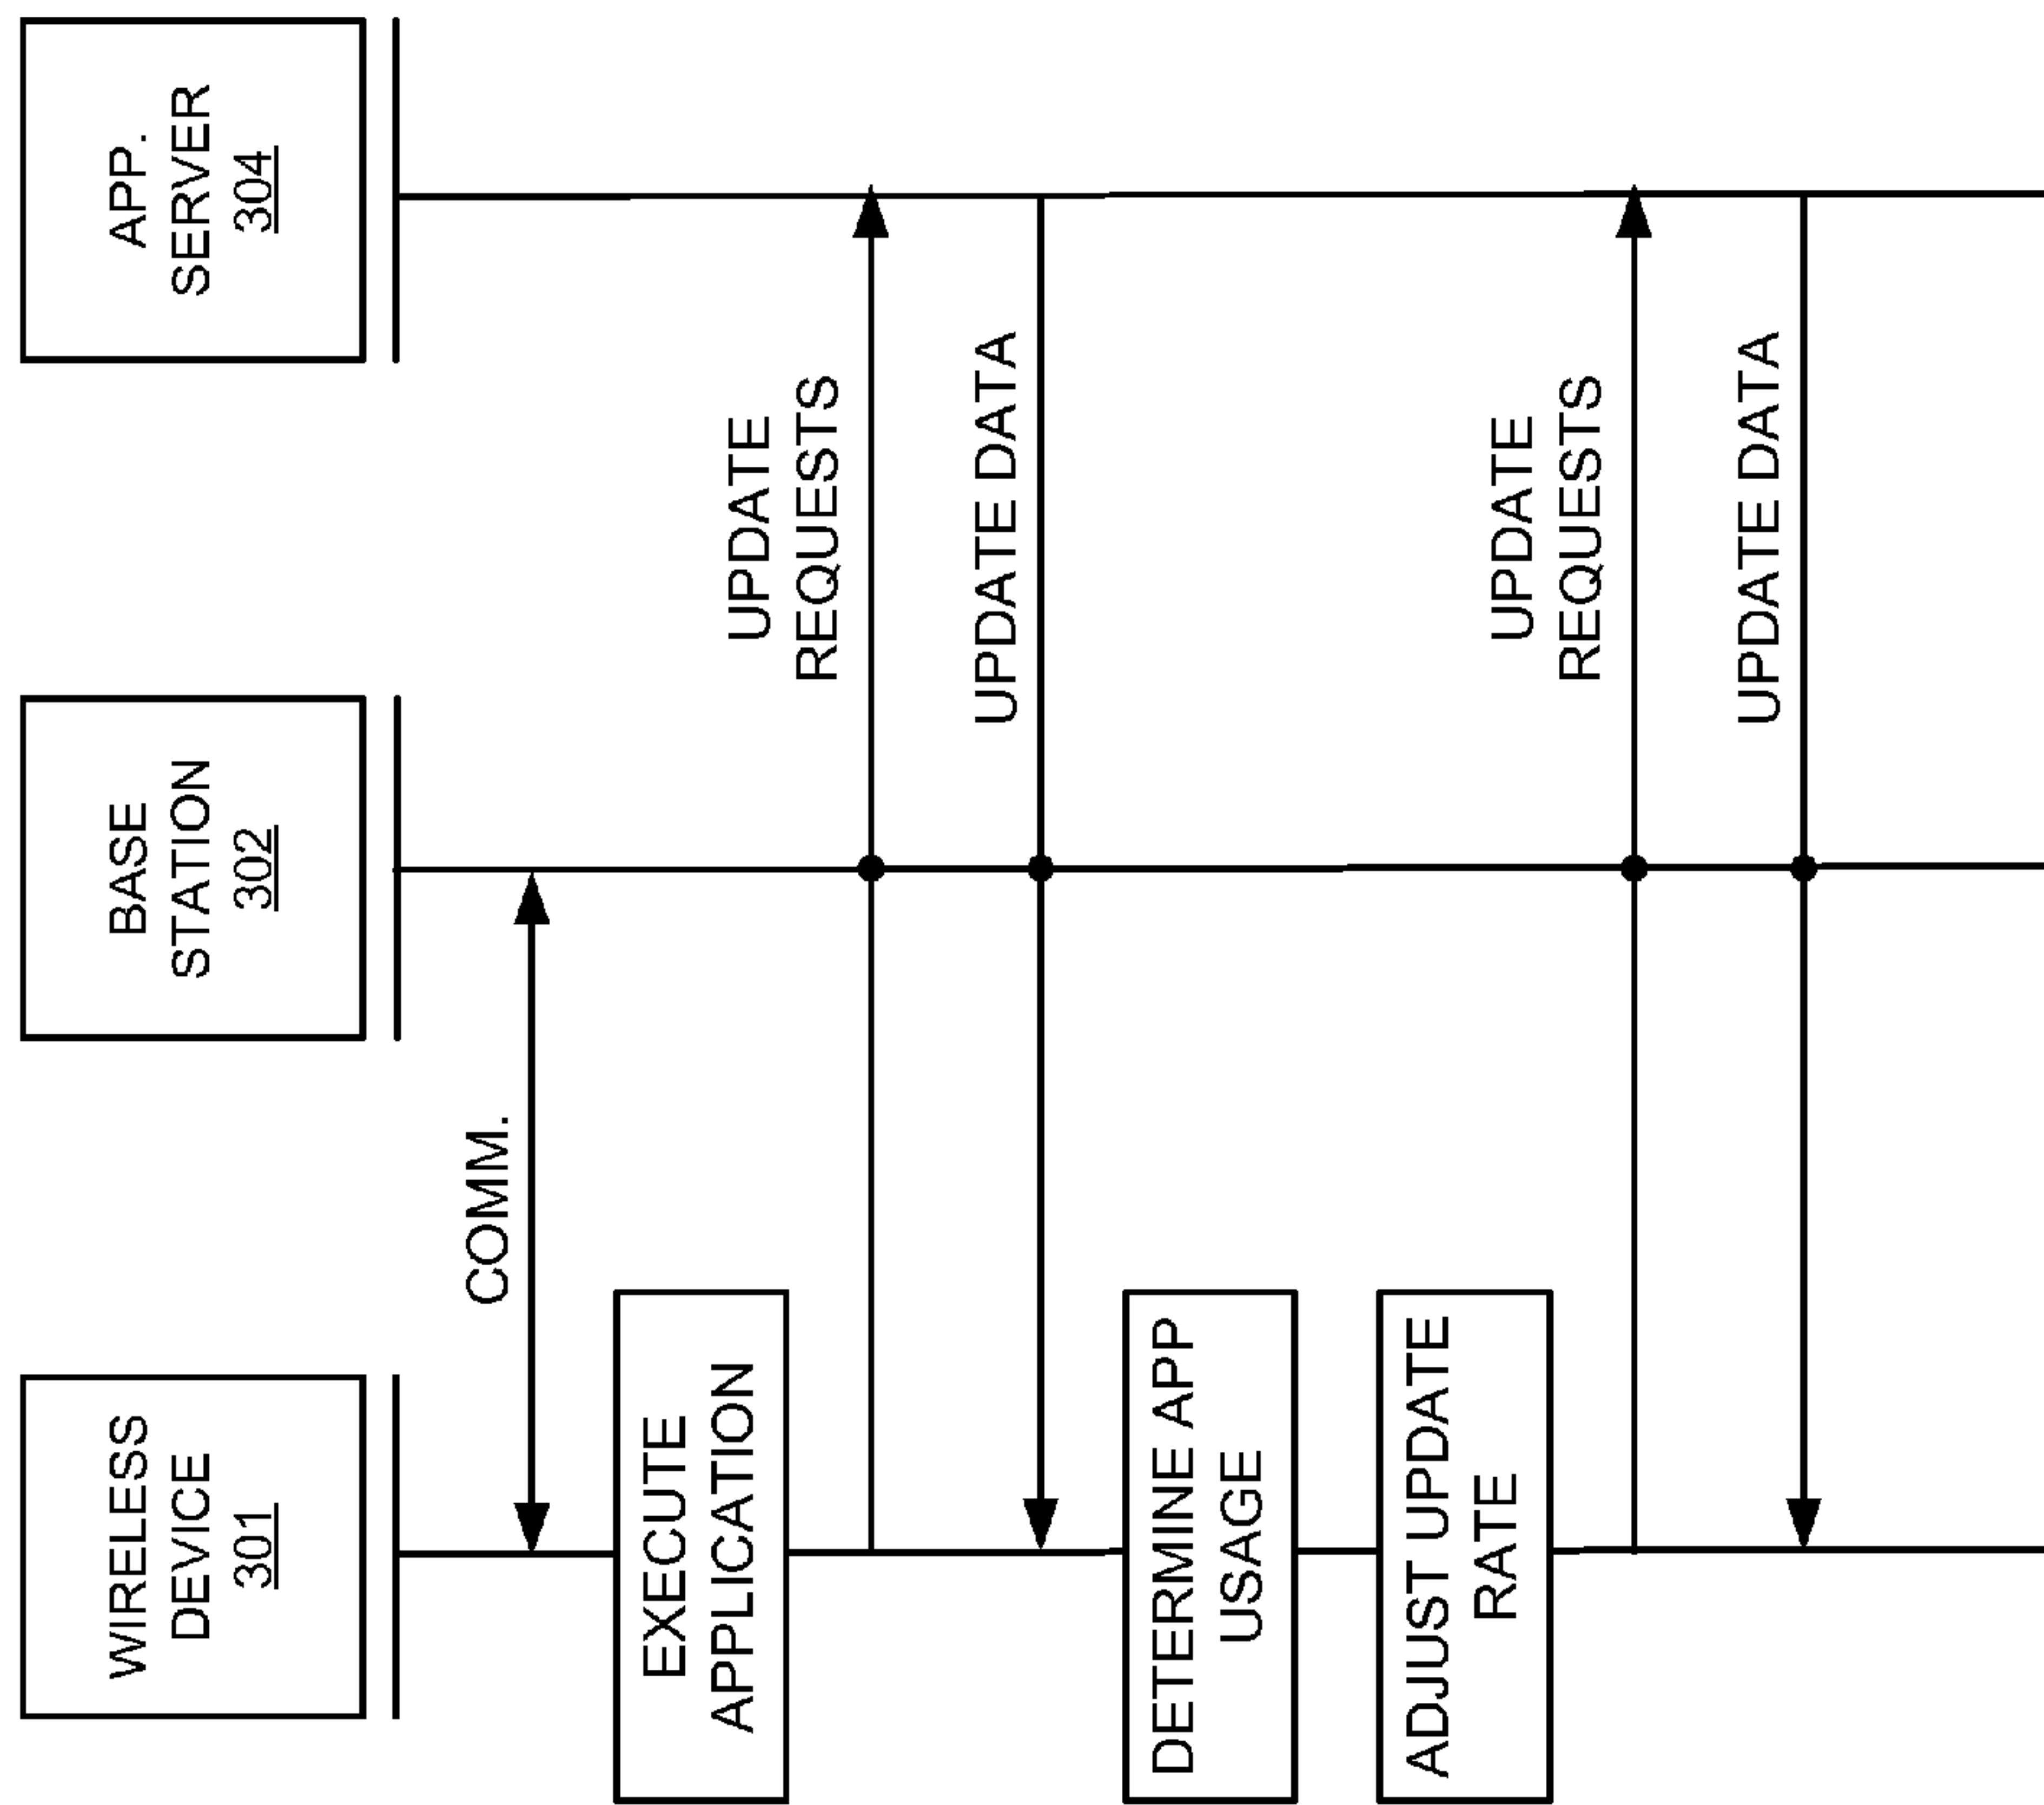 WIRELESS
DEVICE
301
BASE
STATION
302
APP.
SERVER
304
COMM.
EXECUTE
APPLICATION
UPDATE
REQUESTS
UPDATE DATA
DETERMINE APP
USAGE
ADJUST UPDATE
RATE
UPDATE
REQUESTS
UPDATE DATA